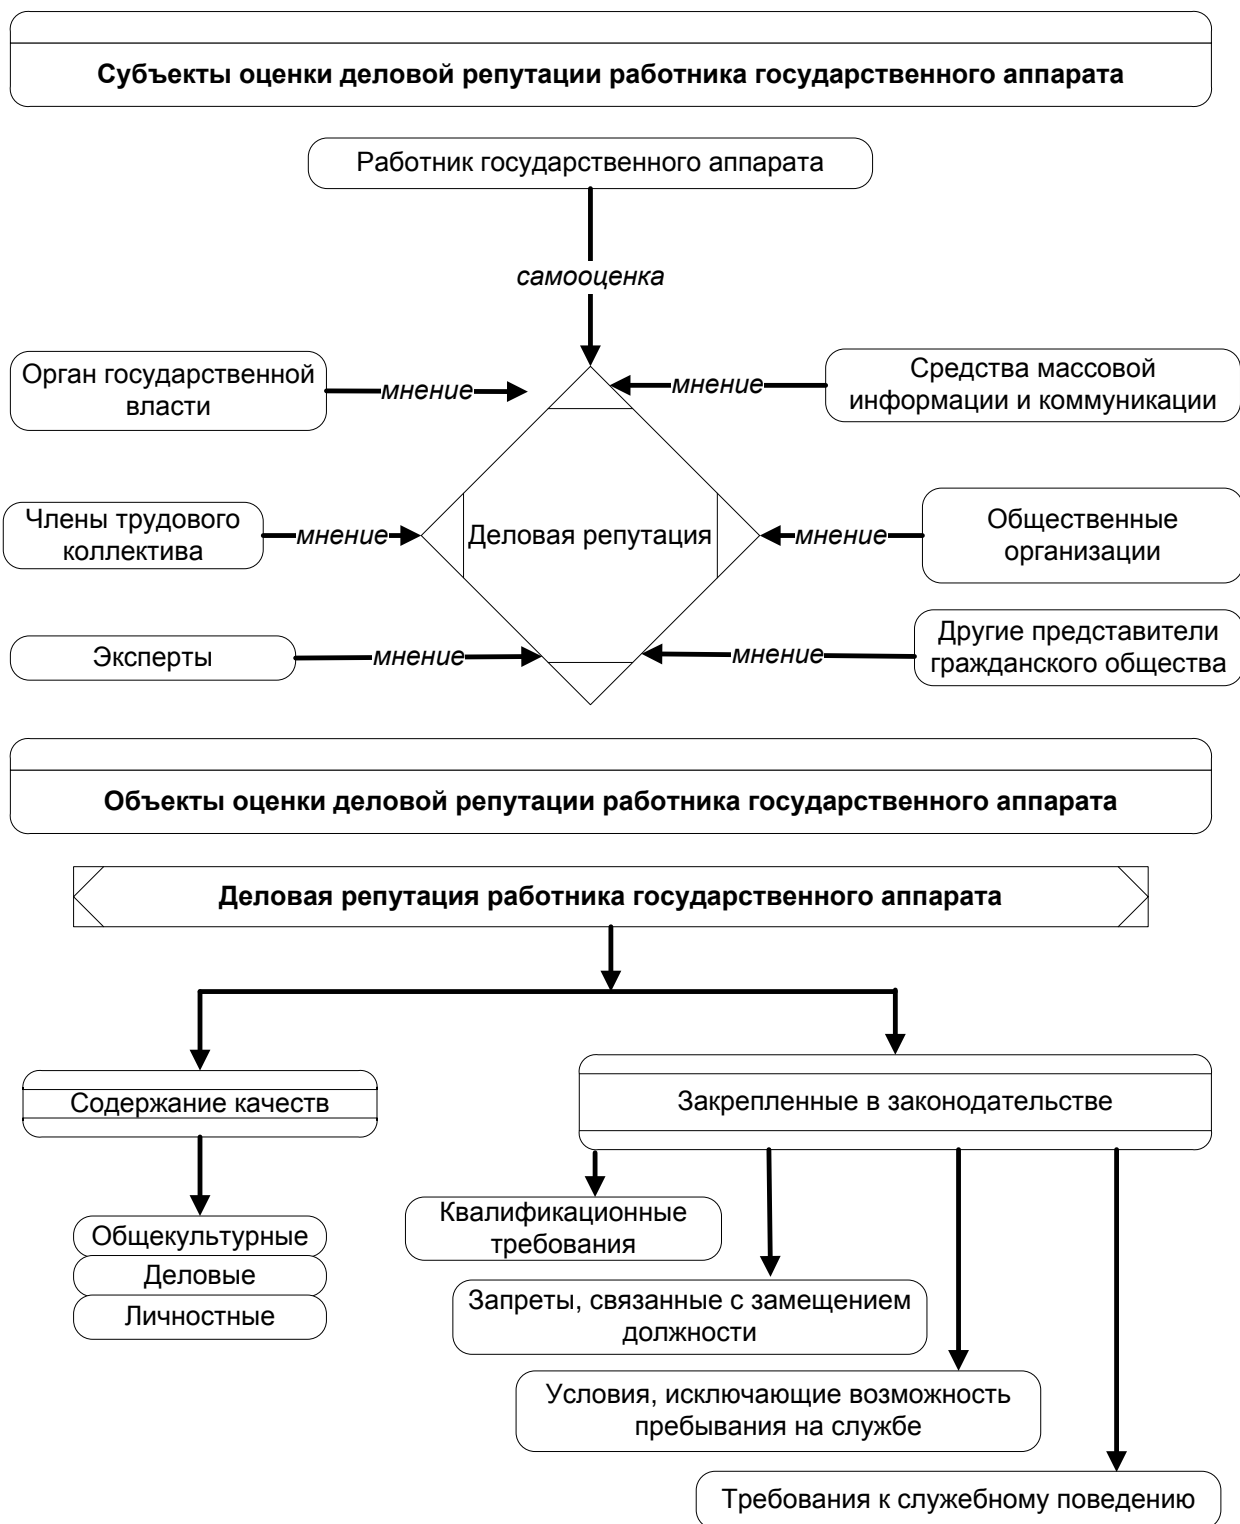 Субъекты оценки деловой репутации работника государственного аппарата
Работник государственного аппарата
самооценка
Орган государственной
власти
мнение
мнение
Средства массовой
информации и коммуникации
Члены трудового
коллектива
мнение
Деловая репутация
мнение
Общественные
организации
Эксперты
мнение
мнение
Другие представители
гражданского общества
Объекты оценки деловой репутации работника государственного аппарата
Деловая репутация работника государственного аппарата
Содержание качеств
Закрепленные в законодательстве
Общекультурные
Деловые
Личностные
Квалификационные
требования
Запреты, связанные с замещением
должности
Условия, исключающие возможность
пребывания на службе
Требования к служебному поведению